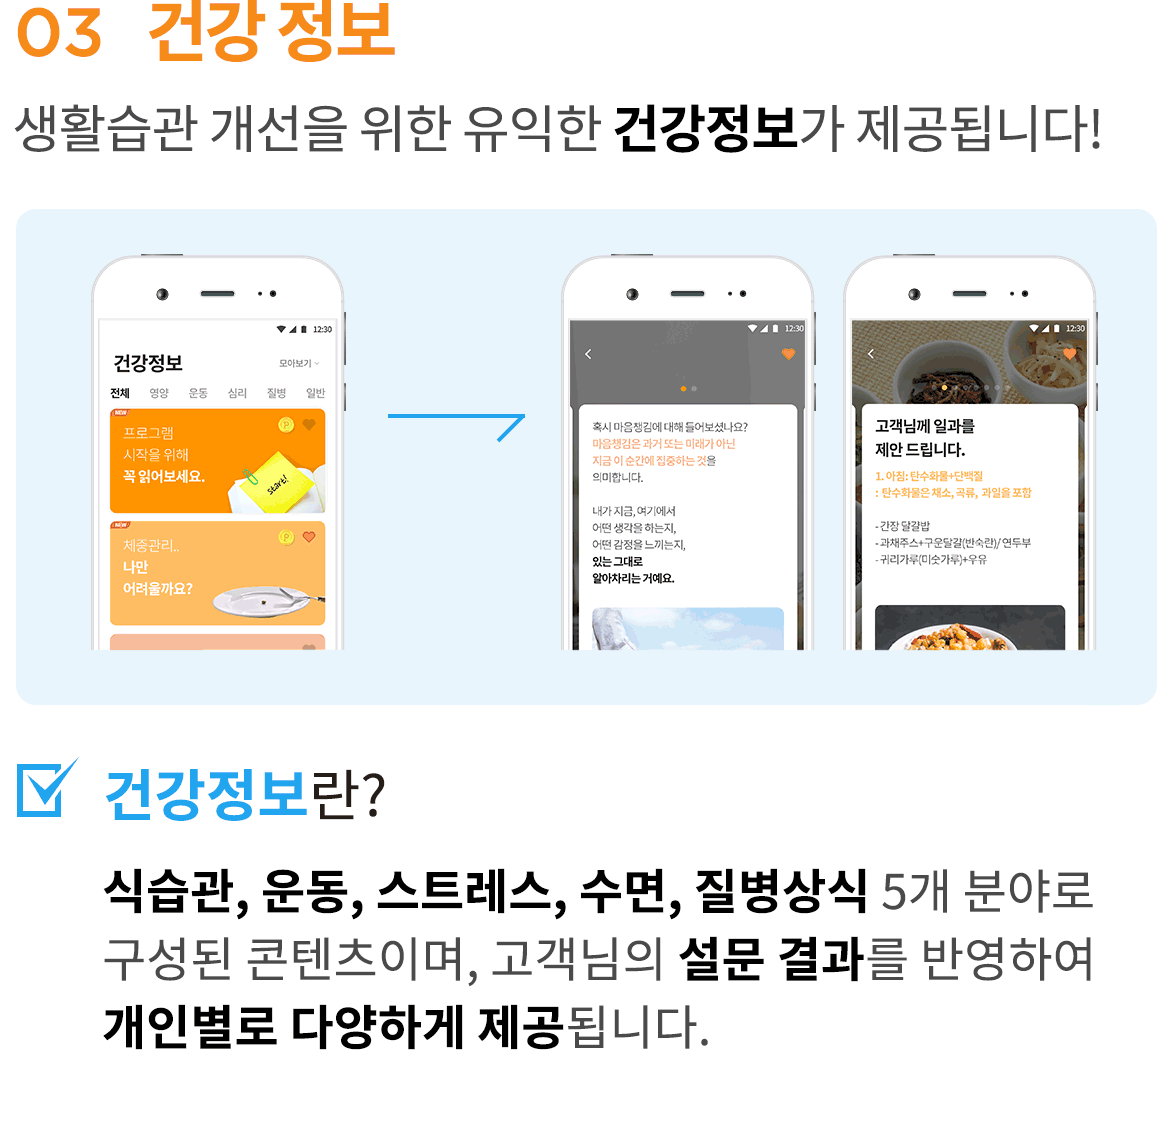 03 건강 정보
생활습관 개선을 위한 유익한 건강정보가 제공됩니다!
12:30
건강정보
모아보기
전체 영양 운동 심리 질병 일반
NEW
프로그램
시작을 위해
꼭 읽어보세요.
P
start!
NEW
체중관리..
나만
어려울까요?
P
12:30
혹시 마음챙김에 대해 들어보셨나요?
마음챙김은 과거 또는 미래가 아닌
지금 이 순간에 집중하는 것을
의미합니다.
내가 지금, 여기에서
어떤 생각을 하는지,
어떤 감정을 느끼는지,
있는 그대로
알아차리는 거예요.
12:30
고객님께 일과를
제안 드립니다.
1. 아침: 탄수화물+단백질
: 탄수화물은 채소, 곡류, 과일을 포함
- 간장 달걀밥
- 과채주스+구운달걀(반숙란)/ 연두부
- 귀리가루(미숫가루)+우유
건강정보란?
식습관, 운동, 스트레스, 수면, 질병상식 5개 분야로
구성된 콘텐츠이며, 고객님의 설문 결과를 반영하여
개인별로 다양하게 제공됩니다.